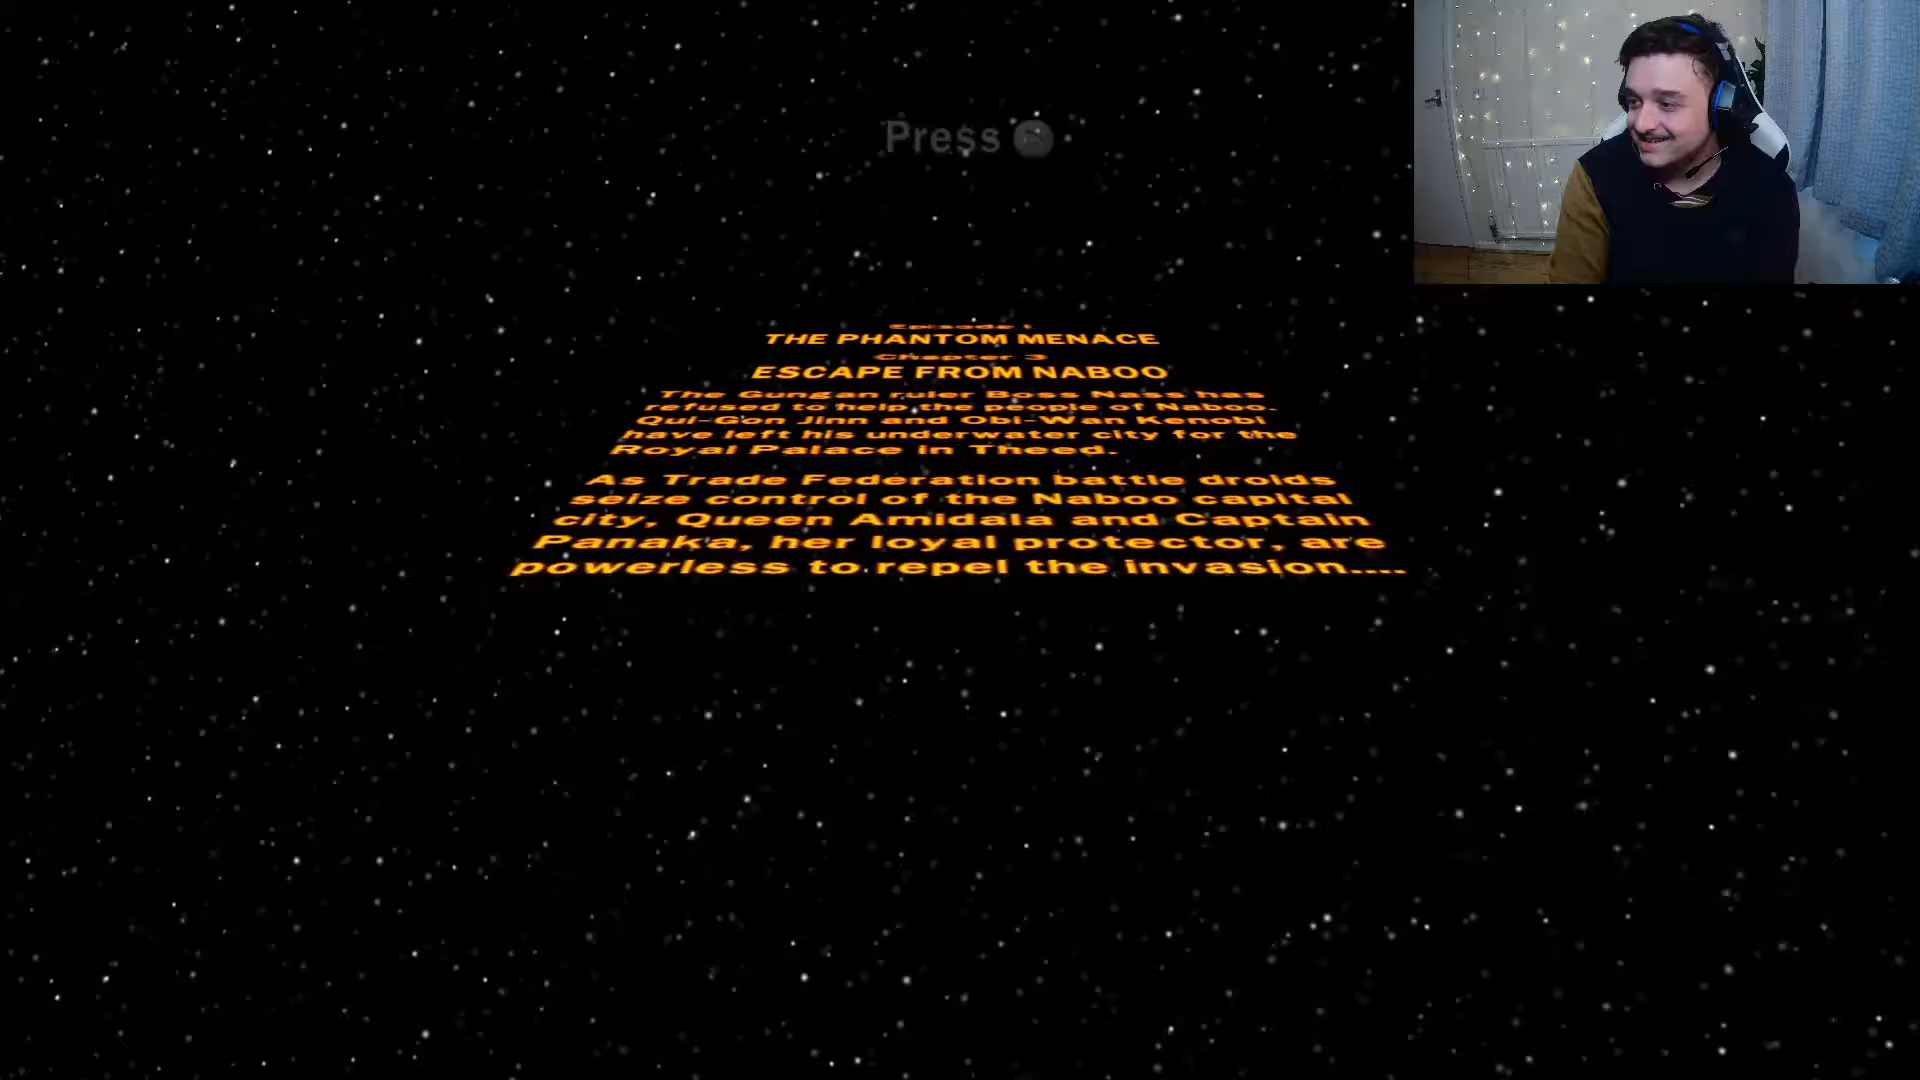 Press
Episode I
THE PHANTOM MENACE
Chapter 3
ESCAPE FROM NABOO
The Gungan ruler Boss Nass has
refused to help the people of Naboo.
Qui-Gon Jinn and Obi-Wan Kenobi
have left his underwater city for the
Royal Palace in Theed.
As Trade Federation battle droids
seize control of the Naboo capital
city, Queen Amidala and Captain
Panaka, her loyal protector, are
powerless to repel the invasion....